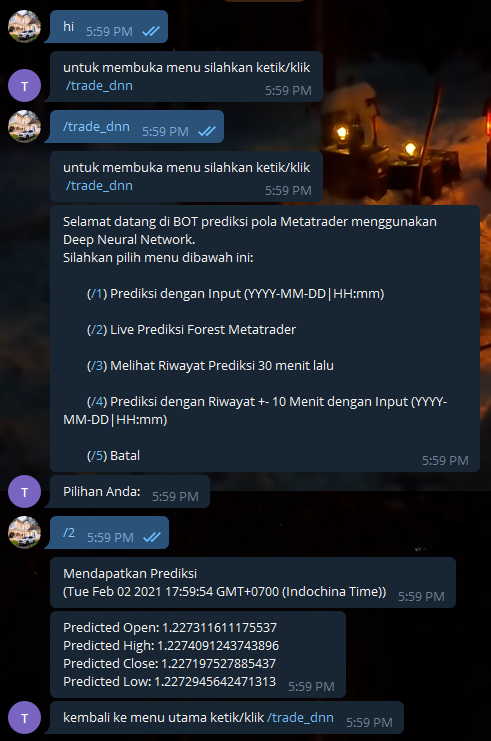 hi 5:59 PM
untuk membuka menu silahkan ketik/klik
/trade_dnn 5:59 PM
T
/trade_dnn 5:59 PM
untuk membuka menu silahkan ketik/klik
/trade_dnn 5:59 PM
Selamat datang di BOT prediksi pola Metatrader menggunakan
Deep Neural Network.
Silahkan pilih menu dibawah ini:
(/1) Prediksi dengan Input (YYYY-MM-DD|HH:mm)
(/2) Live Prediksi Forest Metatrader
(/3) Melihat Riwayat Prediksi 30 menit lalu
(/4) Prediksi dengan Riwayat +- 10 Menit dengan Input (YYYY-
MM-DD|HH:mm)
(/5) Batal
5:59 PM
T Pilihan Anda: 5:59 PM
/2 5:59 PM
Mendapatkan Prediksi
(Tue Feb 02 2021 17:59:54 GMT+0700 (Indochina Time)) 5:59 PM
Predicted Open: 1.227311611175537
Predicted High: 1.2274091243743896
Predicted Close: 1.227197527885437
Predicted Low: 1.2272945642471313 5:59 PM
T kembali ke menu utama ketik/klik /trade_dnn 5:59 PM